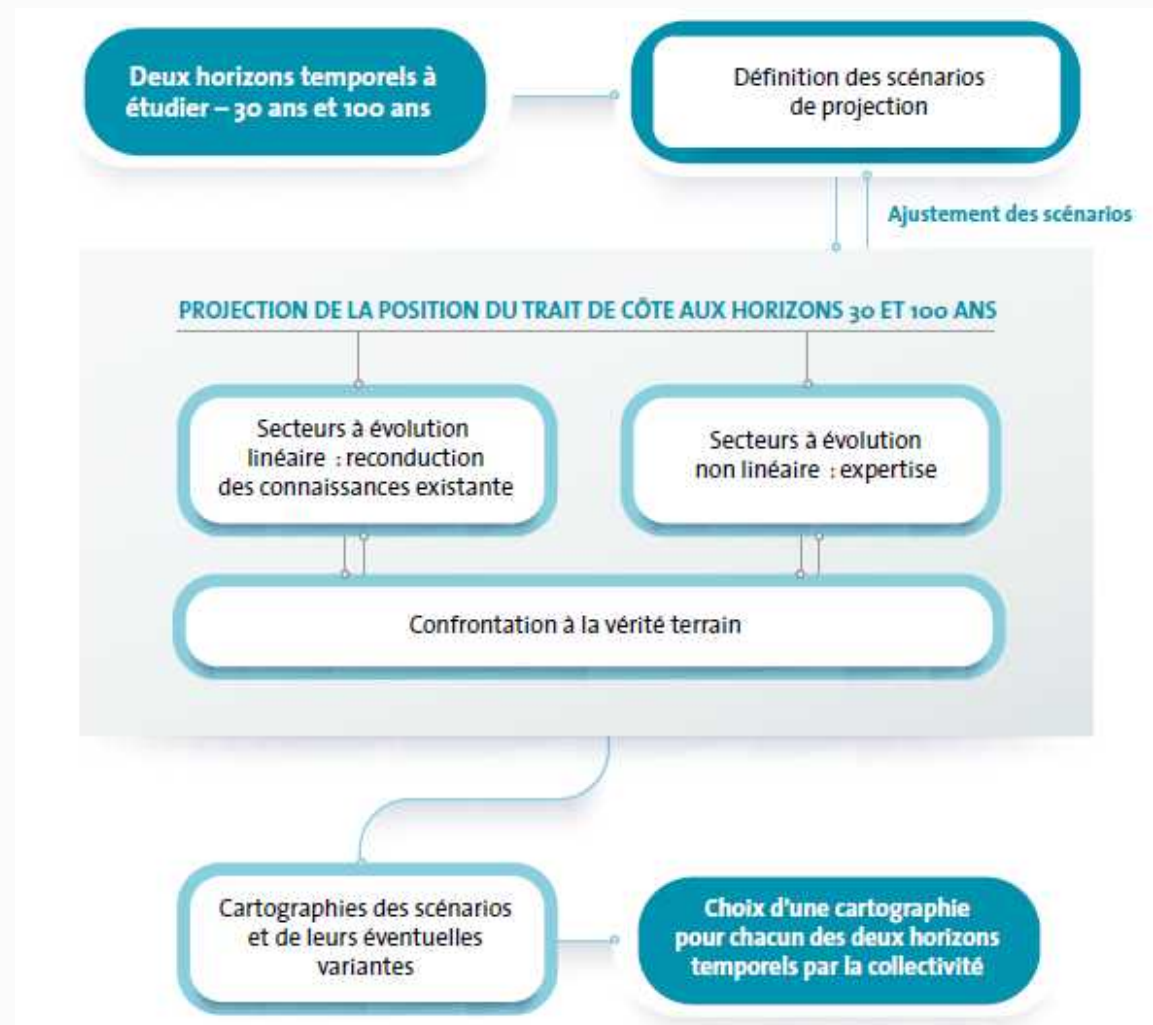 Deux horizons temporels à
étudier – 30 ans et 100 ans
Définition des scénarios
de projection
Ajustement des scénarios
PROJECTION DE LA POSITION DU TRAIT DE CÔTE AUX HORIZONS 30 ET 100 ANS
Secteurs à évolution
linéaire : reconduction
des connaissances existante
Secteurs à évolution
non linéaire : expertise
Confrontation à la vérité terrain
Cartographies des scénarios
et de leurs éventuelles
variantes
Choix d'une cartographie
pour chacun des deux horizons
temporels par la collectivité